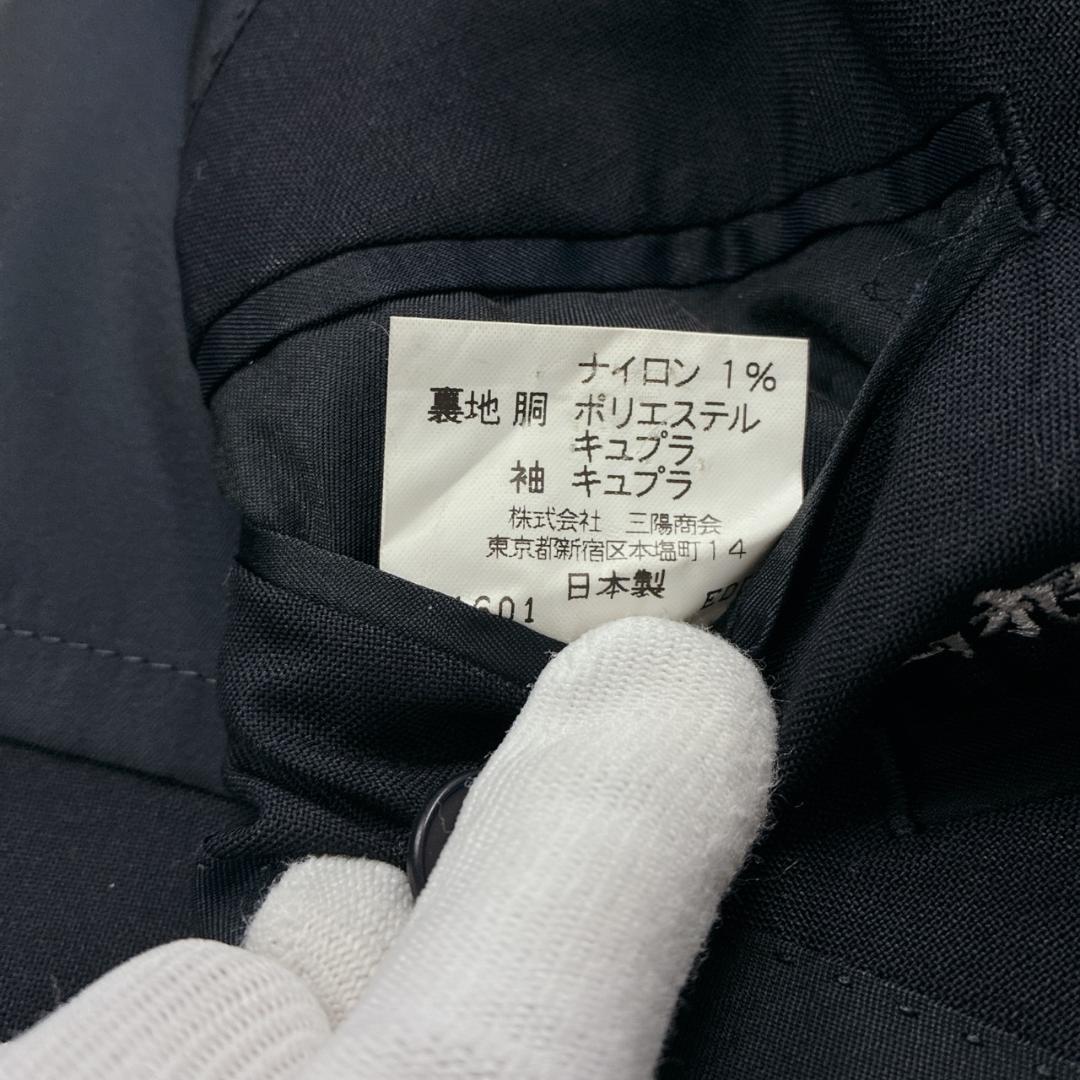 ナイロン 1%
裏地 胴 ポリエステル
キュプラ
袖 キュプラ
株式会社 三陽商会
東京都新宿区本塩町14
日本製
601